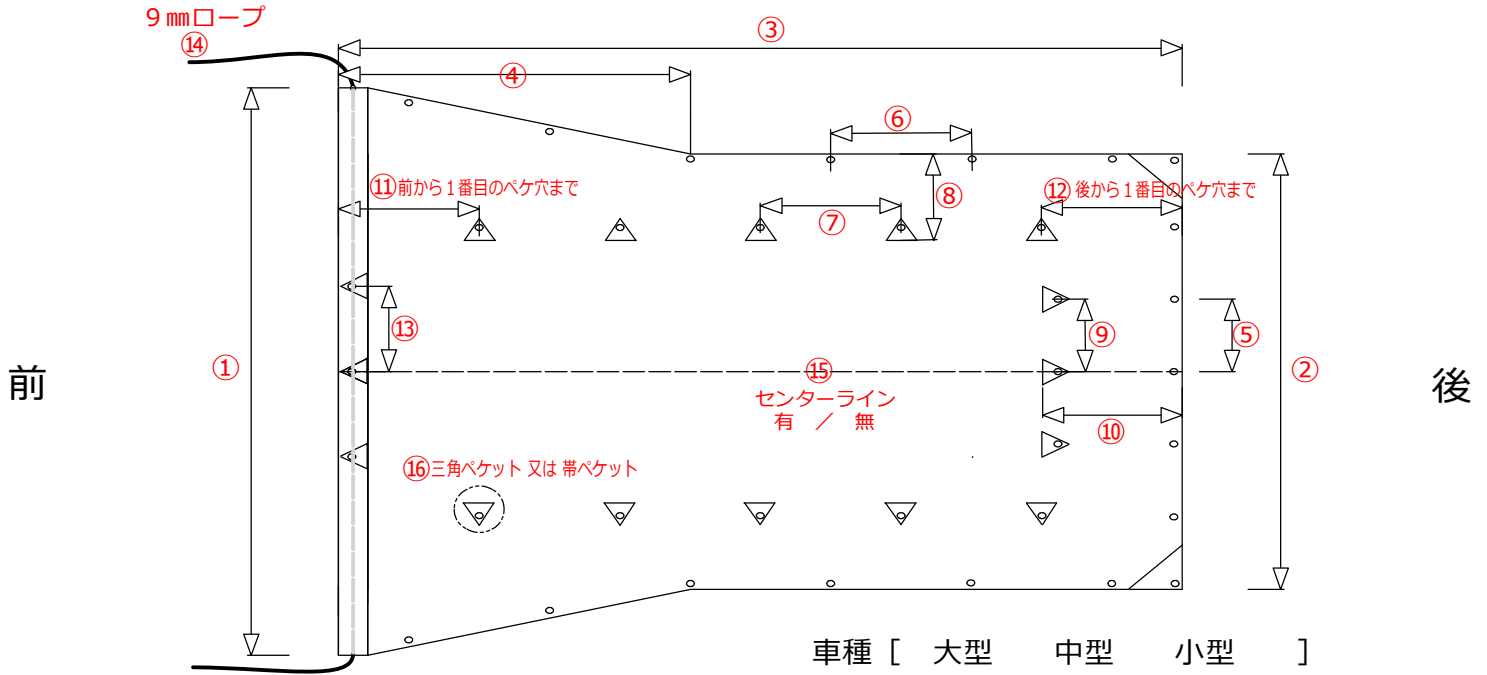 9㎜ロープ
⑭
③
④
⑥
⑪前から1番目のペケ穴まで
⑧
⑫後から1番目のペケ穴まで
⑦
⑬
⑨
⑤
前
①
⑮
②
後
センターライン
有 ／ 無
⑩
⑯三角ペケット 又は 帯ペケット
車種 [ 大型 中型 小型 ]